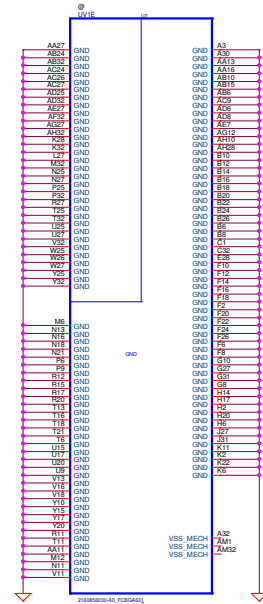 @
UV1E
U?
AA27 GND
AB24 GND
AB32 GND
AC24 GND
AC26 GND
AC27 GND
AD25 GND
AD32 GND
AE27 GND
AF32 GND
AG27 GND
AH32 GND
K28 GND
K32 GND
L27 GND
M32 GND
N25 GND
N27 GND
P25 GND
P32 GND
R27 GND
T25 GND
T32 GND
U25 GND
U27 GND
V32 GND
W25 GND
W26 GND
W27 GND
Y25 GND
Y32 GND
M6 GND
N13 GND
N16 GND
N18 GND
N21 GND
P6 GND
P9 GND
R12 GND
R15 GND
R17 GND
R20 GND
T13 GND
T16 GND
T18 GND
T21 GND
T6 GND
U15 GND
U17 GND
U20 GND
U9 GND
V13 GND
V16 GND
V18 GND
Y10 GND
Y15 GND
Y17 GND
Y20 GND
R11 GND
T11 GND
AA11 GND
M12 GND
N11 GND
V11 GND
GND
GND A3
GND A30
GND AA13
GND AA16
GND AB10
GND AB15
GND AB6
GND AC9
GND AD6
GND AD8
GND AE7
GND AG12
GND AH10
GND AH28
GND B10
GND B12
GND B14
GND B16
GND B18
GND B20
GND B22
GND B24
GND B26
GND B6
GND B8
GND C1
GND C32
GND E28
GND F10
GND F12
GND F14
GND F16
GND F18
GND F2
GND F20
GND F22
GND F24
GND F26
GND F6
GND F8
GND G10
GND G27
GND G31
GND G8
GND H14
GND H17
GND H2
GND H20
GND H6
GND J27
GND J31
GND K11
GND K2
GND K22
GND K6
VSS_MECH A32
VSS_MECH AM1
VSS_MECH AM32
2160856030-A0_FCBGA631